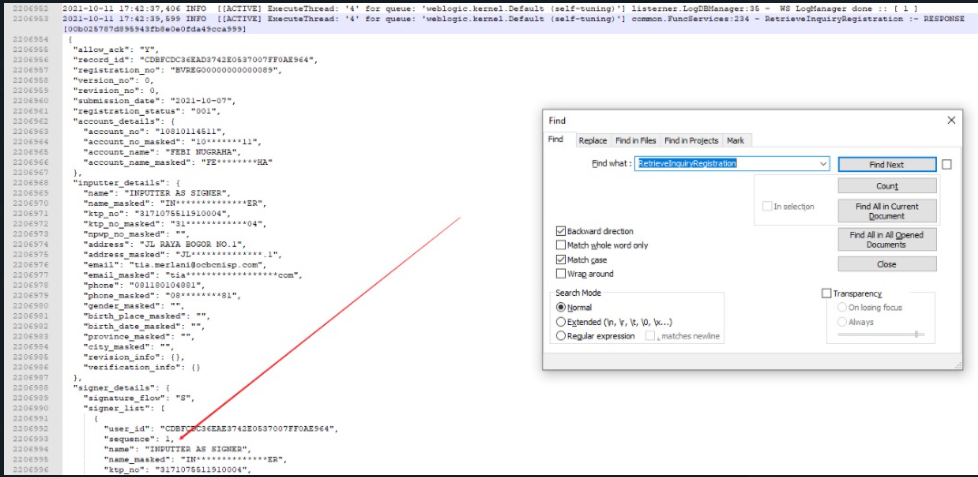 2206952 2021-10-11 17:42:37,406 INFO [[ACTIVE] ExecuteThread: '4' for queue: 'weblogic.kernel.Default (self-tuning)'] listerner.LogDBManager:35 - WS LogManager done :: [ 1 ]
2206953 2021-10-11 17:42:39,599 INFO [[ACTIVE] ExecuteThread: '4' for queue: 'weblogic.kernel.Default (self-tuning)'] common.FuncServices:234 - RetrieveInquiryRegistration :- RESPONSE
[00b025787d895943fb8e0e0fda49cca999]
2206954 {
2206955 "allow_ack": "Y",
2206956 "record_id": "CDBFCDC36EAD3742E0537007FF0AE964",
2206957 "registration_no": "BVREG00000000000089",
2206958 "version_no": 0,
2206959 "revision_no": 0,
2206960 "submission_date": "2021-10-07",
2206961 "registration_status": "001",
2206962 "account_details": {
2206963 "account_no": "10810114511",
2206964 "account_no_masked": "10*******11",
2206965 "account_name": "FEBI NUGRAHA",
2206966 "account_name_masked": "FE********HA"
2206967 },
2206968 "inputter_details": {
2206969 "name": "INPUTTER AS SIGNER",
2206970 "name_masked": "IN**************ER",
2206971 "ktp_no": "3171075511910004",
2206972 "ktp_no_masked": "31************04",
2206973 "npwp_no_masked": "",
2206974 "address": "JL RAYA BOGOR NO.1",
2206975 "address_masked": "JL**************.1",
2206976 "email": "tia.merlani@ocbcnisp.com",
2206977 "email_masked": "tia******************com",
2206978 "phone": "081180104881",
2206979 "phone_masked": "08********81",
2206980 "gender_masked": "",
2206981 "birth_place_masked": "",
2206982 "birth_date_masked": "",
2206983 "province_masked": "",
2206984 "city_masked": "",
2206985 "revision_info": {},
2206986 "verification_info": {}
2206987 },
2206988 "signer_details": {
2206989 "signature_flow": "S",
2206990 "signer_list": [
2206991 {
2206992 "user_id": "CDBFCDC36EAE3742E0537007FF0AE964",
2206993 "sequence": 1,
2206994 "name": "INPUTTER AS SIGNER",
2206995 "name_masked": "IN**************ER",
2206996 "ktp_no": "3171075511910004",
Find
Find Replace Find in Files Find in Projects Mark
Find what : RetrieveInquiryRegistration
Find Next
Count
In selection
Find All in Current Document
Find All in All Opened Documents
Close
Backward direction
Match whole word only
Match case
Wrap around
Search Mode
Normal
Extended (\n, \r, \t, \0, \x...)
Regular expression
. matches newline
Transparency
On losing focus
Always